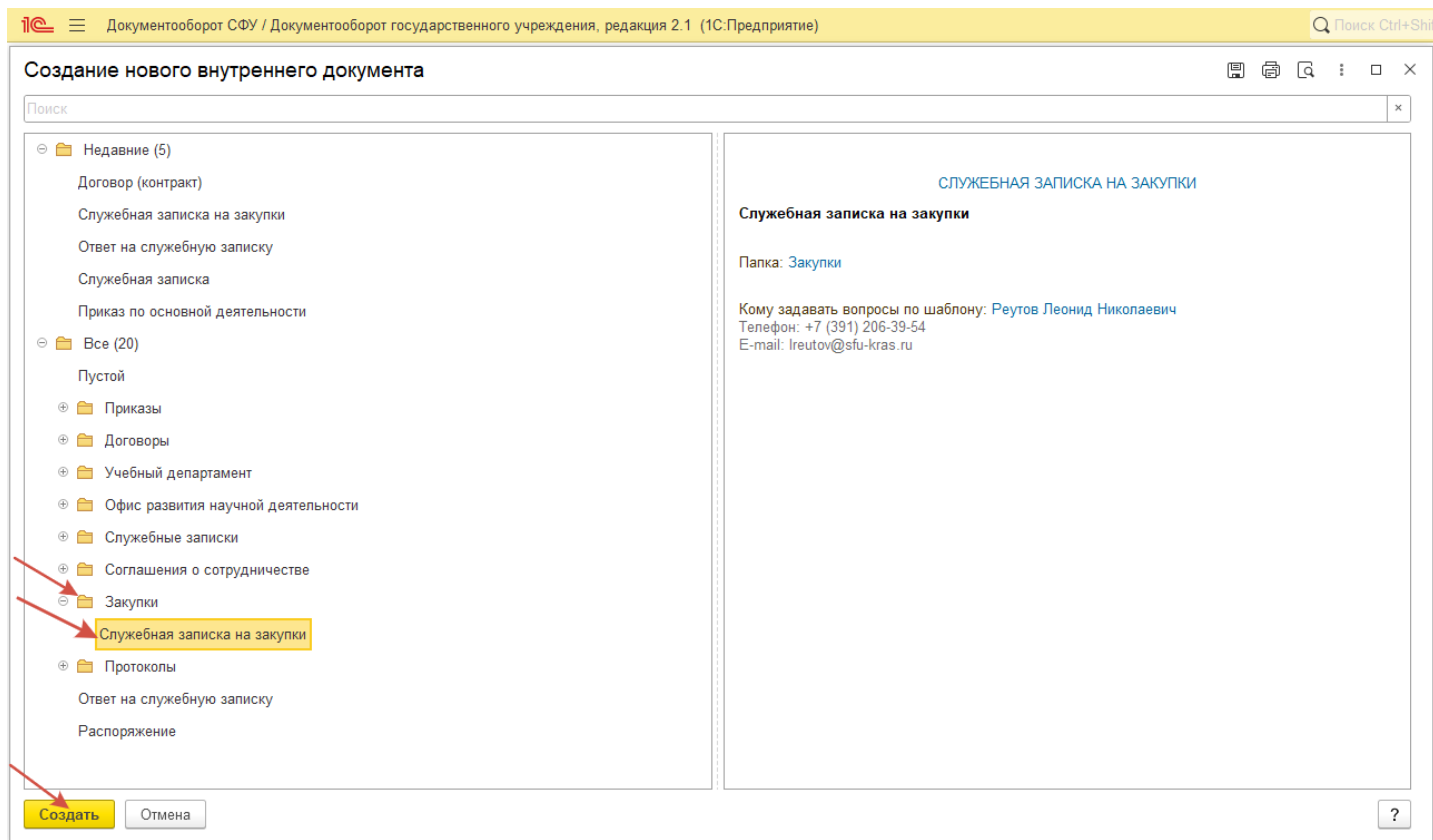 1С Документооборот СФУ / Документооборот государственного учреждения, редакция 2.1 (1С:Предприятие) Поиск Ctrl+Shi
Создание нового внутреннего документа
Поиск ×
Недавние (5)
Договор (контракт)
Служебная записка на закупки
Ответ на служебную записку
Служебная записка
Приказ по основной деятельности
Все (20)
Пустой
Приказы
Договоры
Учебный департамент
Офис развития научной деятельности
Служебные записки
Соглашения о сотрудничестве
Закупки
Служебная записка на закупки
Протоколы
Ответ на служебную записку
Распоряжение
СЛУЖЕБНАЯ ЗАПИСКА НА ЗАКУПКИ
Служебная записка на закупки
Папка: Закупки
Кому задавать вопросы по шаблону: Реутов Леонид Николаевич
Телефон: +7 (391) 206-39-54
E-mail: lreutov@sfu-kras.ru
Создать Отмена ?